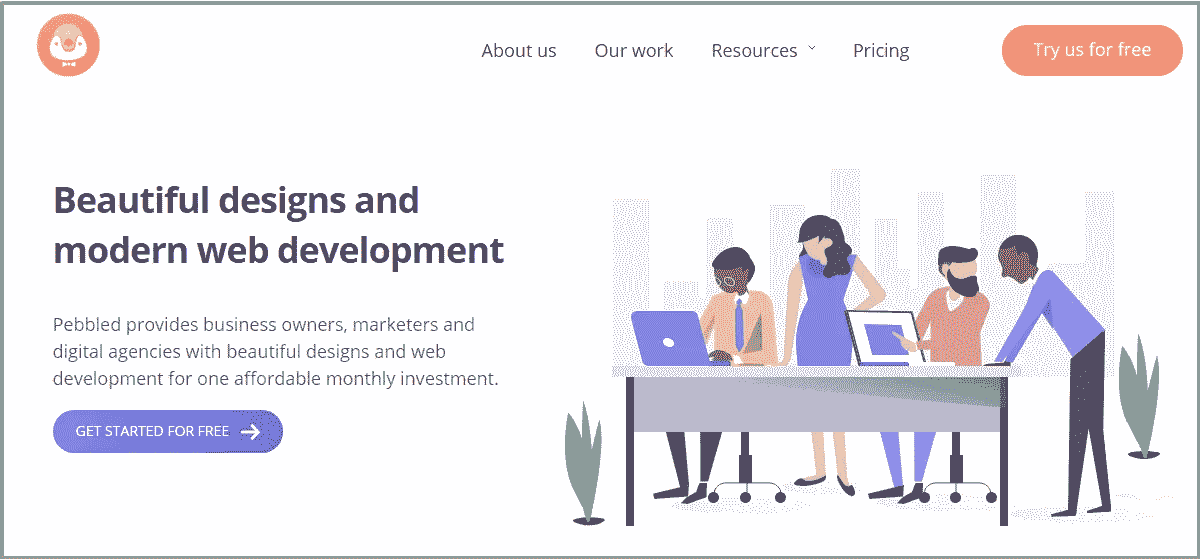 About us
Our work
Resources
Pricing
Try us for free
Beautiful designs and
modern web development
Pebbled provides business owners, marketers and
digital agencies with beautiful designs and web
development for one affordable monthly investment.
GET STARTED FOR FREE